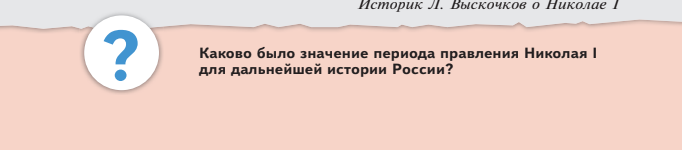 Историк Л. Выскочков о Николае I
?
Каково было значение периода правления Николая I
для дальнейшей истории России?